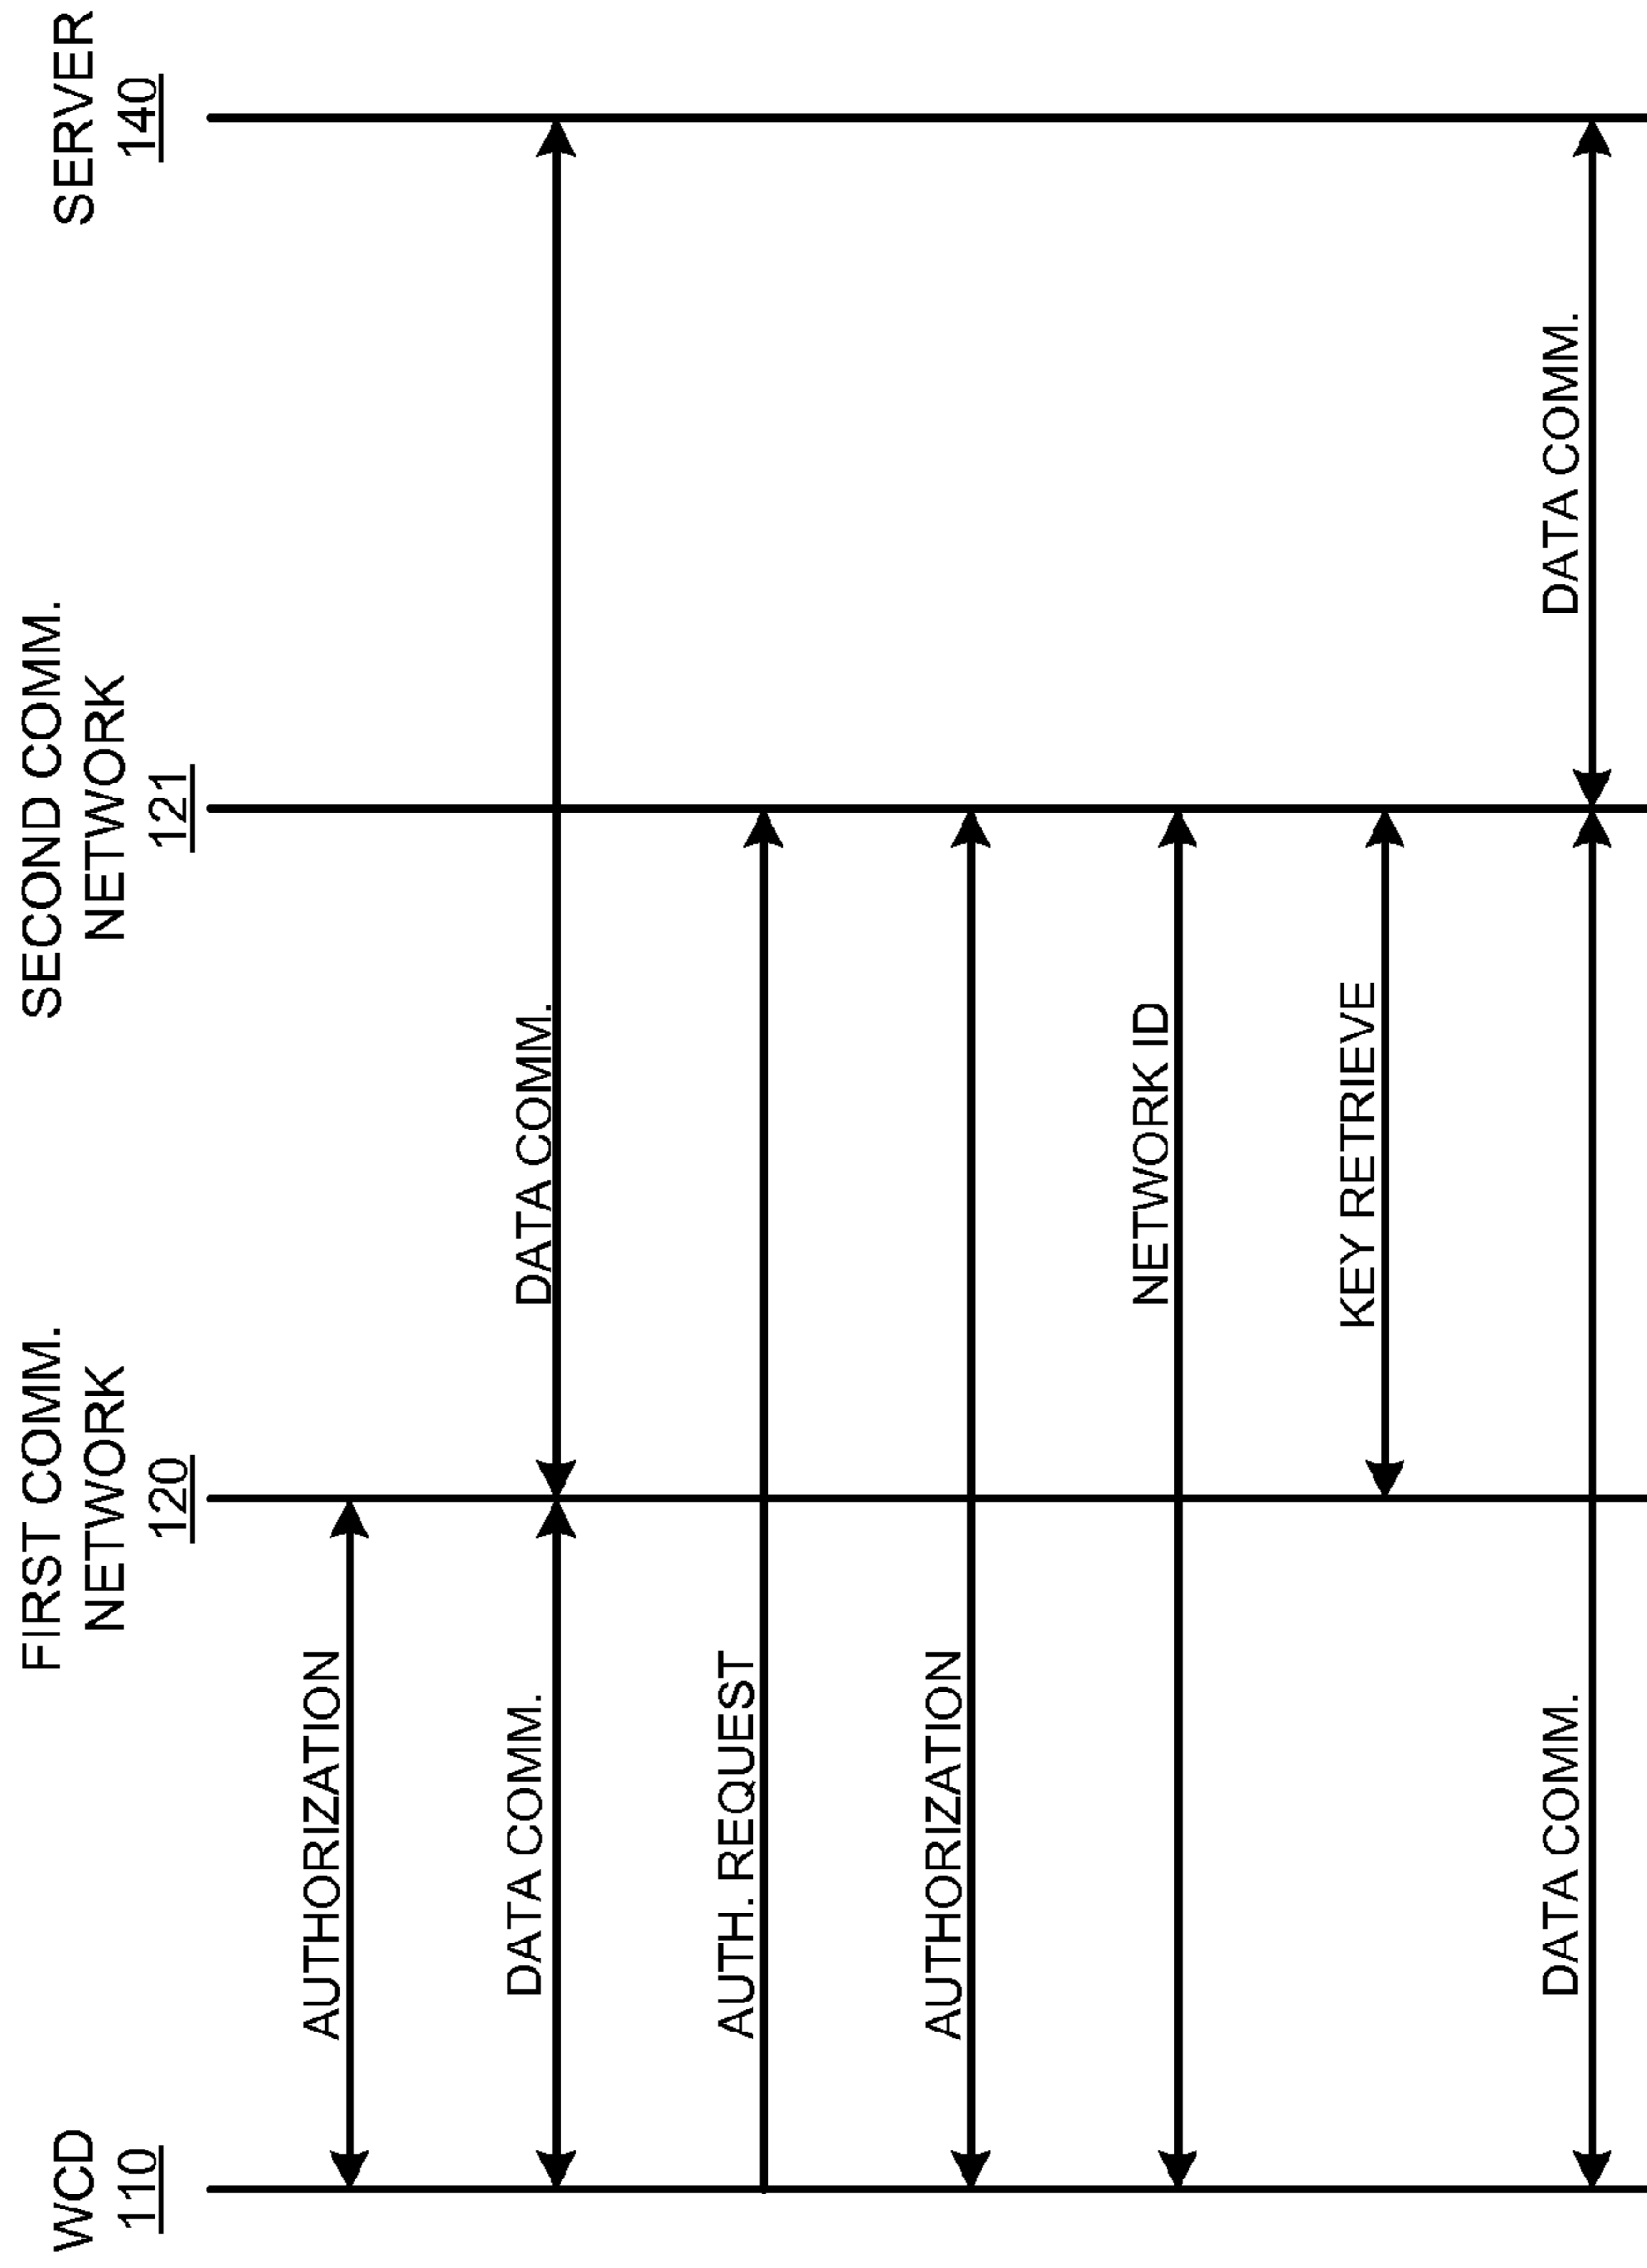 WCD
110
FIRST COMM.
NETWORK
120
SECOND COMM.
NETWORK
121
SERVER
140
AUTHORIZATION
DATA COMM.
DATA COMM.
AUTH. REQUEST
AUTHORIZATION
NETWORK ID
KEY RETRIEVE
DATA COMM.
DATA COMM.